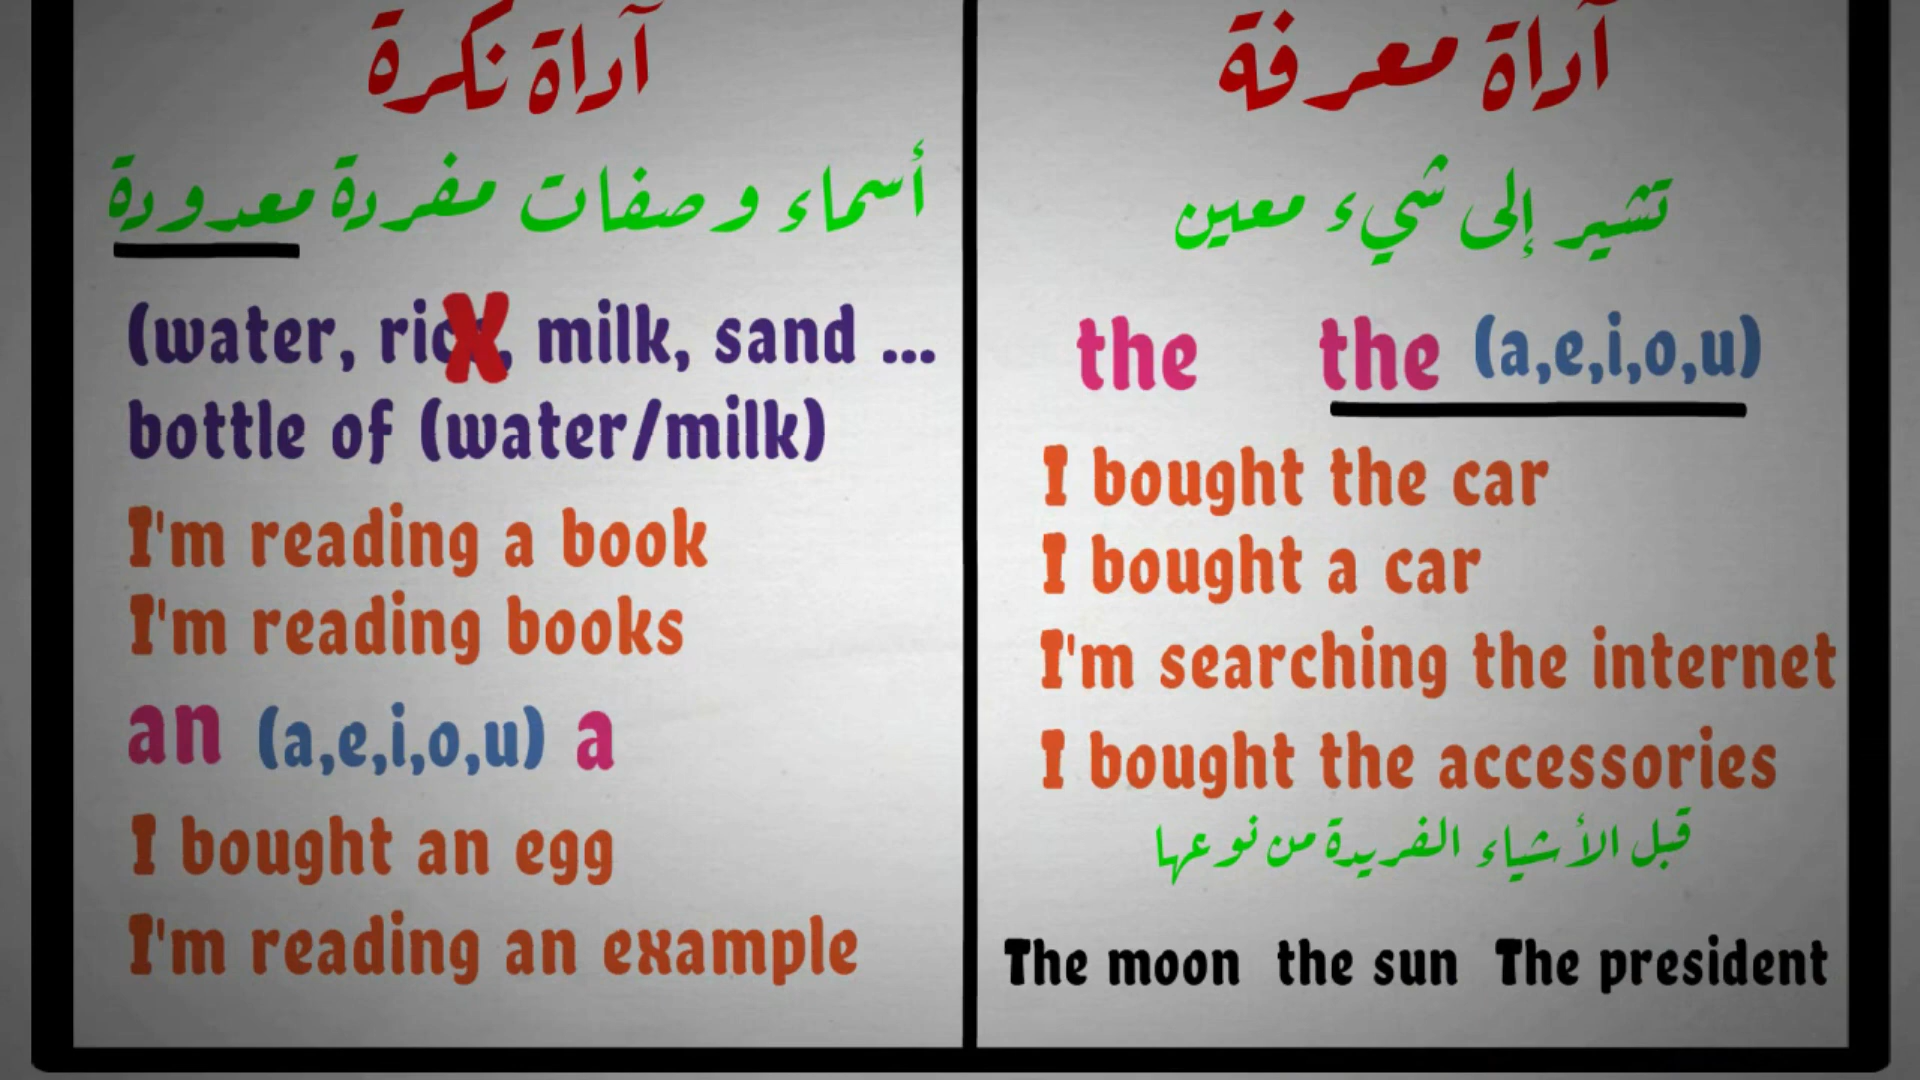 آداة نكرة
أسماء و صفات مفردة معدودة
(water, rice, milk, sand ...
bottle of (water/milk)
I'm reading a book
I'm reading books
an (a,e,i,o,u) a
I bought an egg
I'm reading an example
آداة معرفة
تشير إلى شيء معين
the the (a,e,i,o,u)
I bought the car
I bought a car
I'm searching the internet
I bought the accessories
قبل الأشياء الفريدة من نوعها
The moon the sun The president